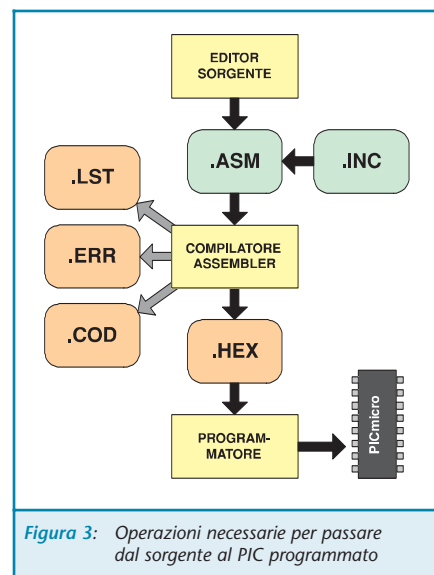 EDITOR
SORGENTE
.LST
.ASM
.INC
.ERR
COMPILATORE
ASSEMBLER
.COD
.HEX
PROGRAM-
MATORE
PICmicro
Figura 3: Operazioni necessarie per passare
dal sorgente al PIC programmato